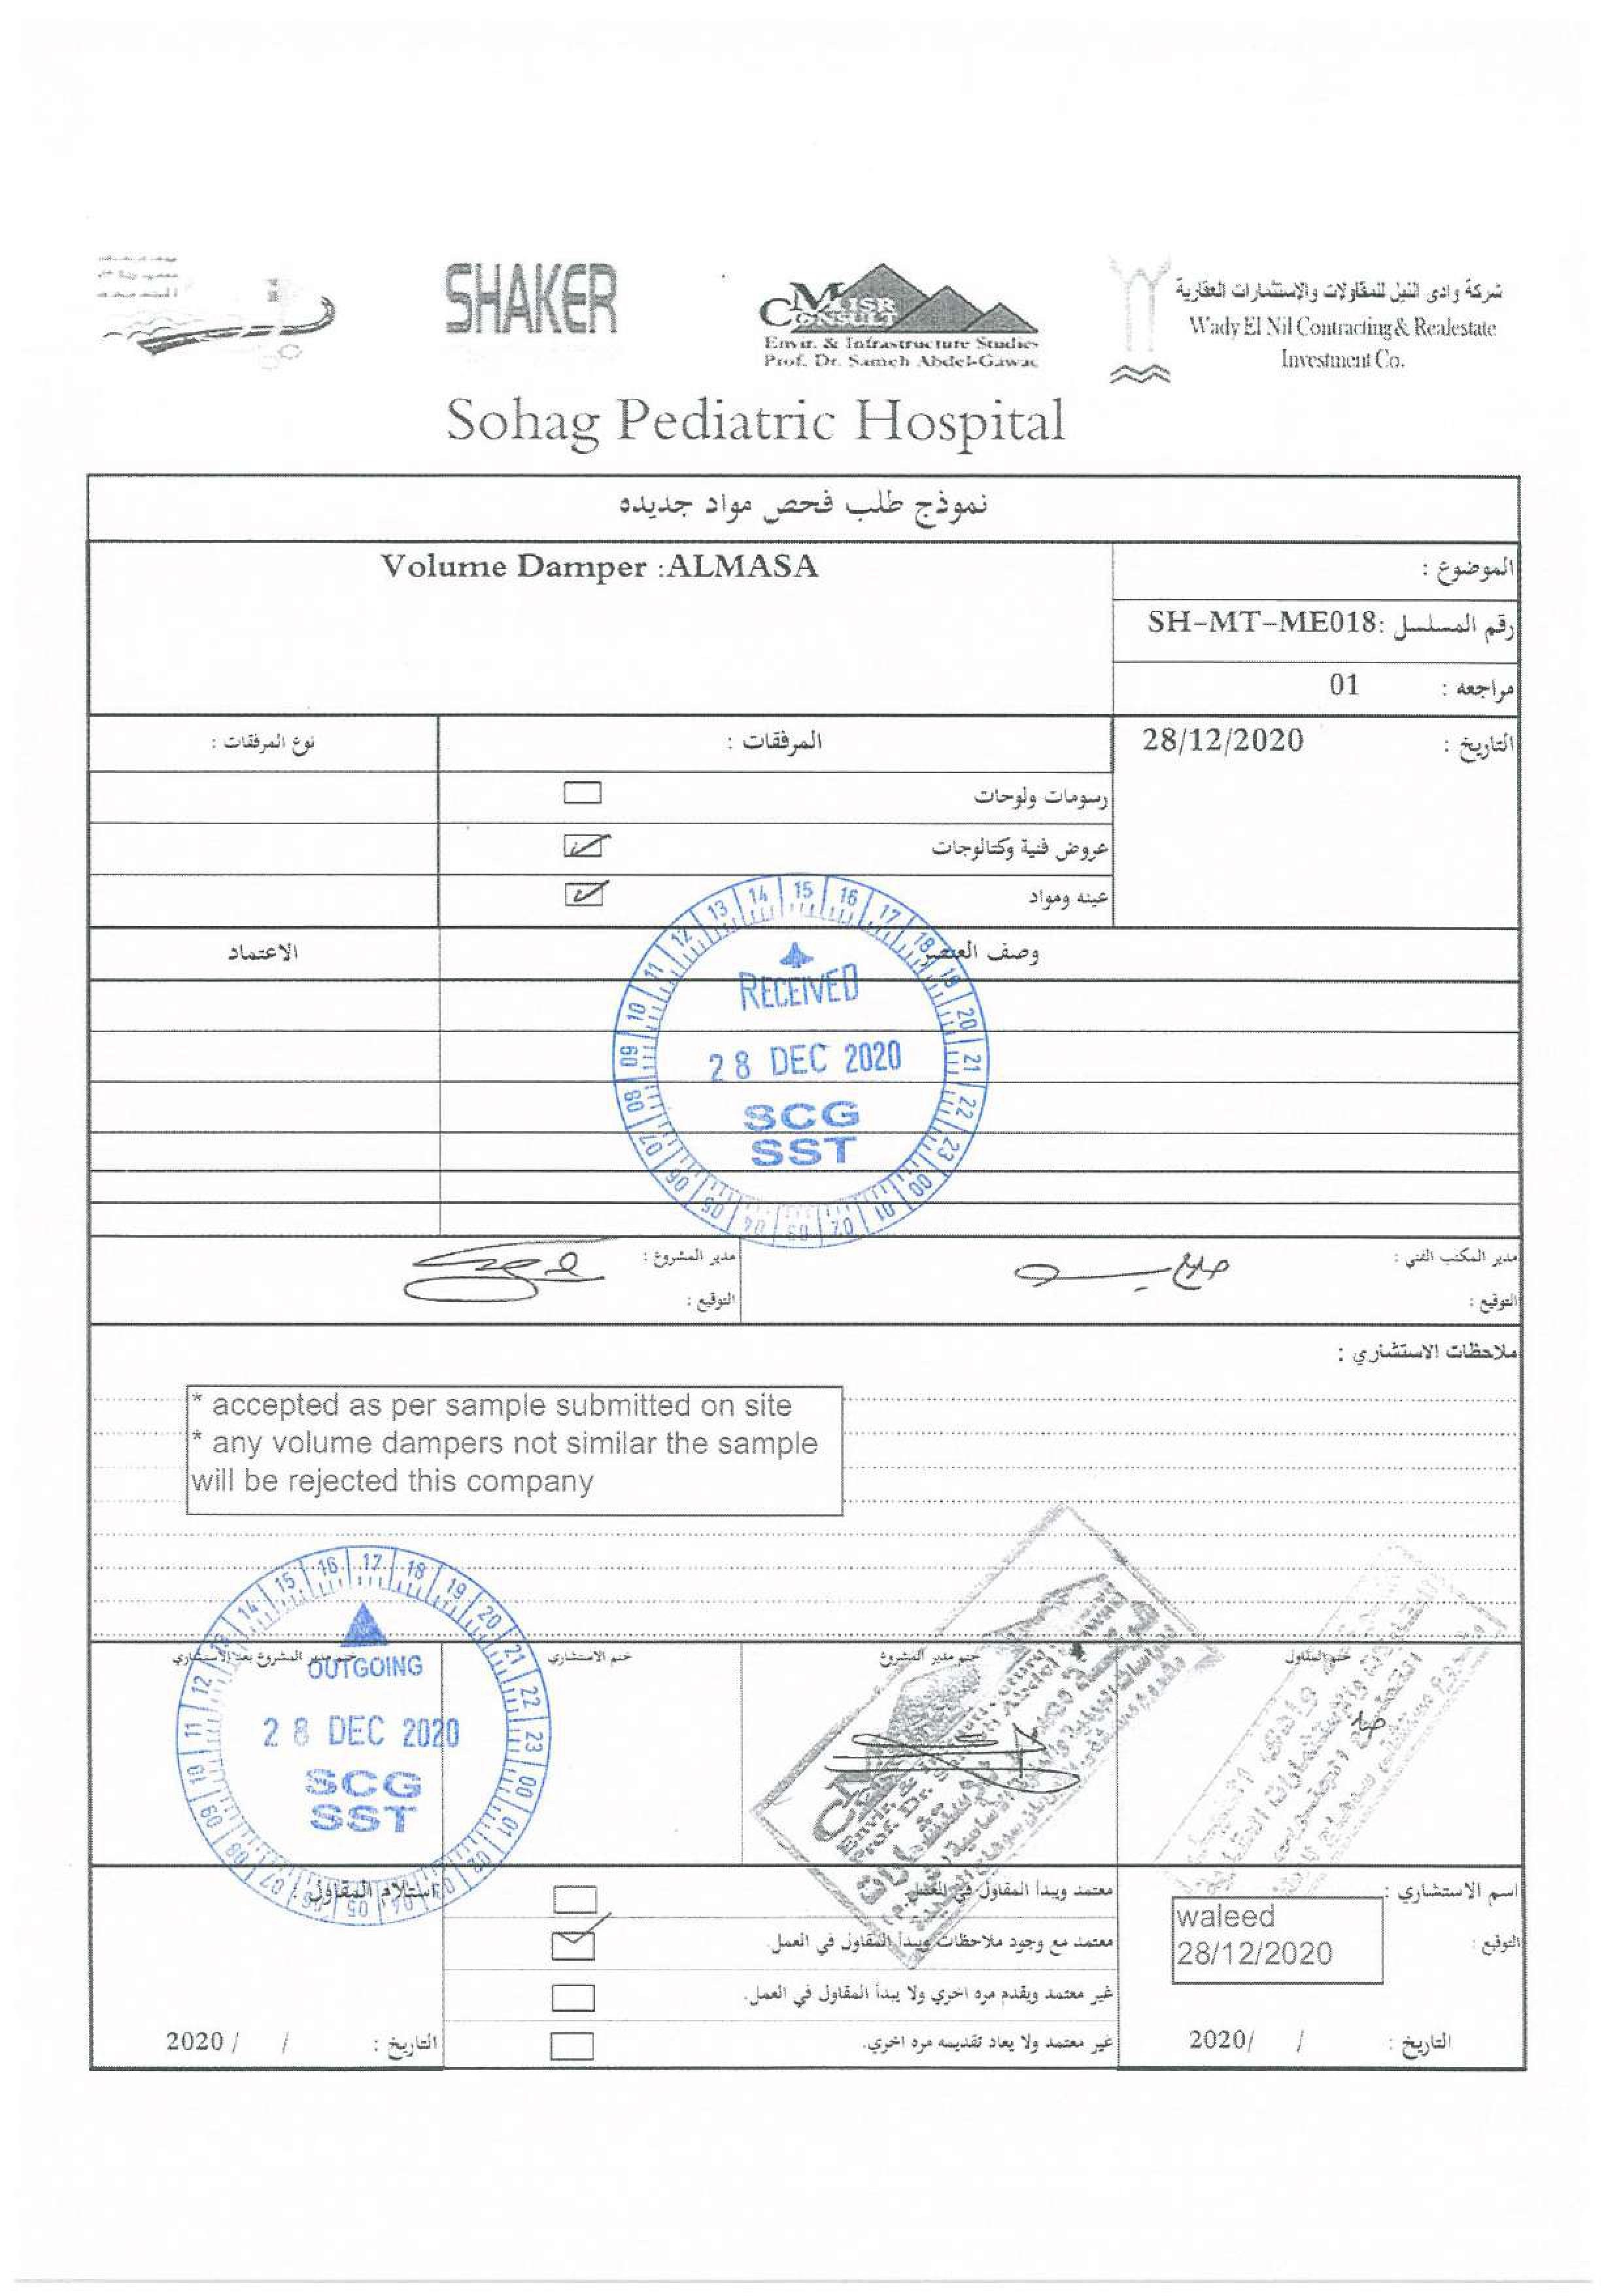 SHAKER
MISR
CONSULT
Envir. & Infrastructure Studies
Prof. Dr. Sameh Abdel-Gawad
شركة وادى النيل للمقاولات والإستثمارات العقارية
Wady El Nil Contracting & Realestate
Investment Co.
Sohag Pediatric Hospital
نموذج طلب فحص مواد جديده
الموضوع :
Volume Damper :ALMASA
رقم المسلسل :SH-MT-ME018
مراجعه : 01
التاريخ : 28/12/2020
المرفقات :
نوع المرفقات :
رسومات ولوحات
عروض فنية وكتالوجات
عينه ومواد
وصف العنصر
الاعتماد
RECEIVED
28 DEC 2020
SCG
SST
مدير المكتب الفني :
التوقيع :
مدير المشروع :
التوقيع :
ملاحظات الاستشاري :
* accepted as per sample submitted on site
* any volume dampers not similar the sample
will be rejected this company
ختم المقاول
ختم مدير المشروع
ختم الاستشاري
OUTGOING
28 DEC 2020
SCG
SST
اسم الاستشاري :
waleed
28/12/2020
التوقيع :
التاريخ : / /2020
معتمد ويبدأ المقاول في العمل.
معتمد مع وجود ملاحظات ويبدأ المقاول في العمل.
غير معتمد ويقدم مره اخري ولا يبدأ المقاول في العمل.
غير معتمد ولا يعاد تقديمه مره اخري.
استلام المقاول :
التاريخ : / / 2020